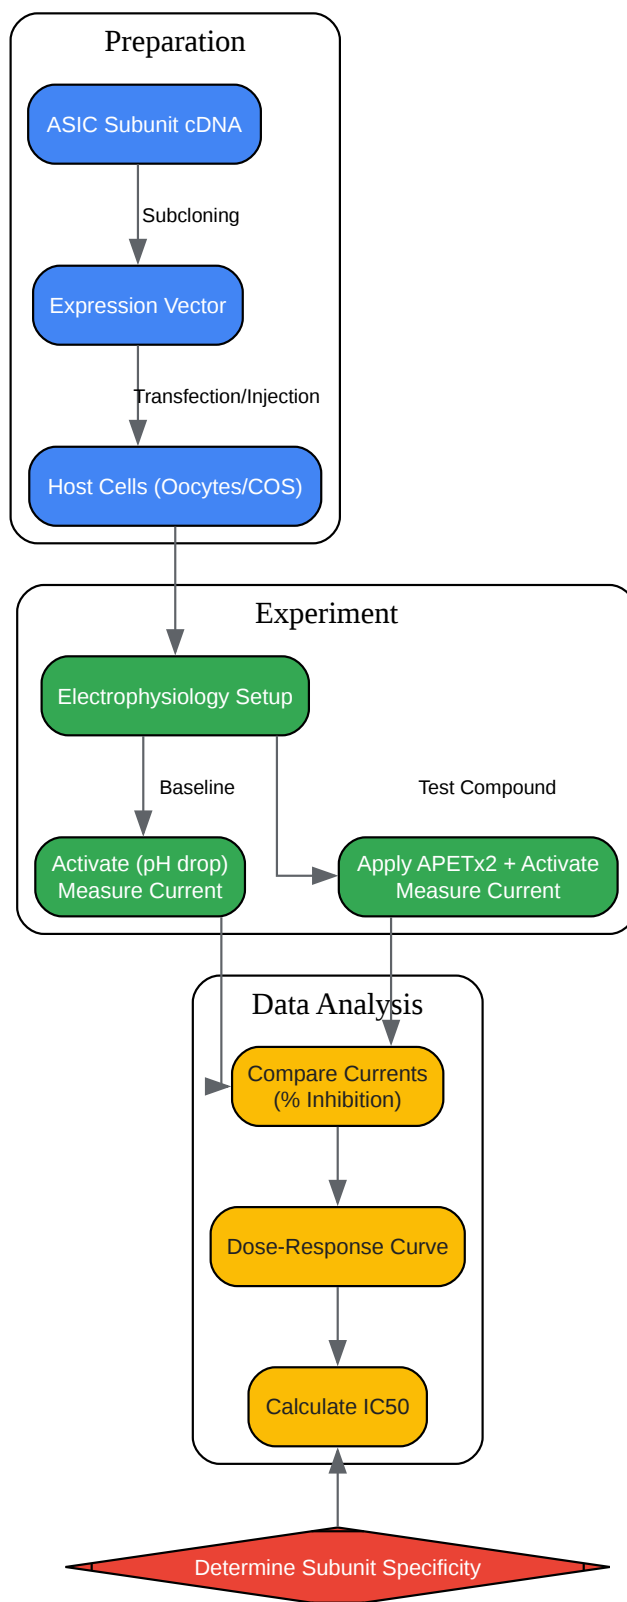 Preparation
ASIC Subunit cDNA
Subcloning
Expression Vector
Transfection/Injection
Host Cells (Oocytes/COS)
Experiment
Electrophysiology Setup
Baseline
Test Compound
Activate (pH drop)
Measure Current
Apply APETx2 + Activate
Measure Current
Data Analysis
Compare Currents
(% Inhibition)
Dose-Response Curve
Calculate IC50
Determine Subunit Specificity